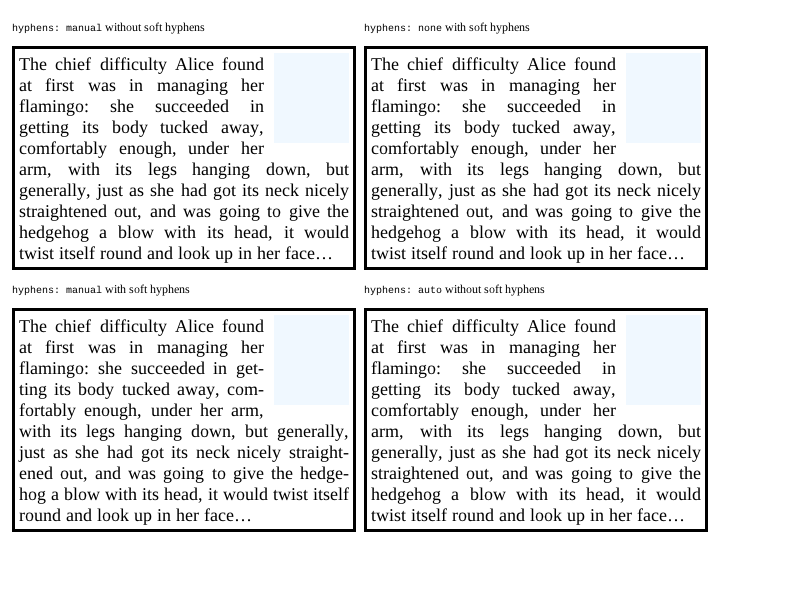 hyphens: manual without soft hyphens
The chief difficulty Alice found
at first was in managing her
flamingo: she succeeded in
getting its body tucked away,
comfortably enough, under her
arm, with its legs hanging down, but
generally, just as she had got its neck nicely
straightened out, and was going to give the
hedgehog a blow with its head, it would
twist itself round and look up in her face…
hyphens: none with soft hyphens
The chief difficulty Alice found
at first was in managing her
flamingo: she succeeded in
getting its body tucked away,
comfortably enough, under her
arm, with its legs hanging down, but
generally, just as she had got its neck nicely
straightened out, and was going to give the
hedgehog a blow with its head, it would
twist itself round and look up in her face…
hyphens: manual with soft hyphens
The chief difficulty Alice found
at first was in managing her
flamingo: she succeeded in get-
ting its body tucked away, com-
fortably enough, under her arm,
with its legs hanging down, but generally,
just as she had got its neck nicely straight-
ened out, and was going to give the hedge-
hog a blow with its head, it would twist itself
round and look up in her face…
hyphens: auto without soft hyphens
The chief difficulty Alice found
at first was in managing her
flamingo: she succeeded in
getting its body tucked away,
comfortably enough, under her
arm, with its legs hanging down, but
generally, just as she had got its neck nicely
straightened out, and was going to give the
hedgehog a blow with its head, it would
twist itself round and look up in her face…